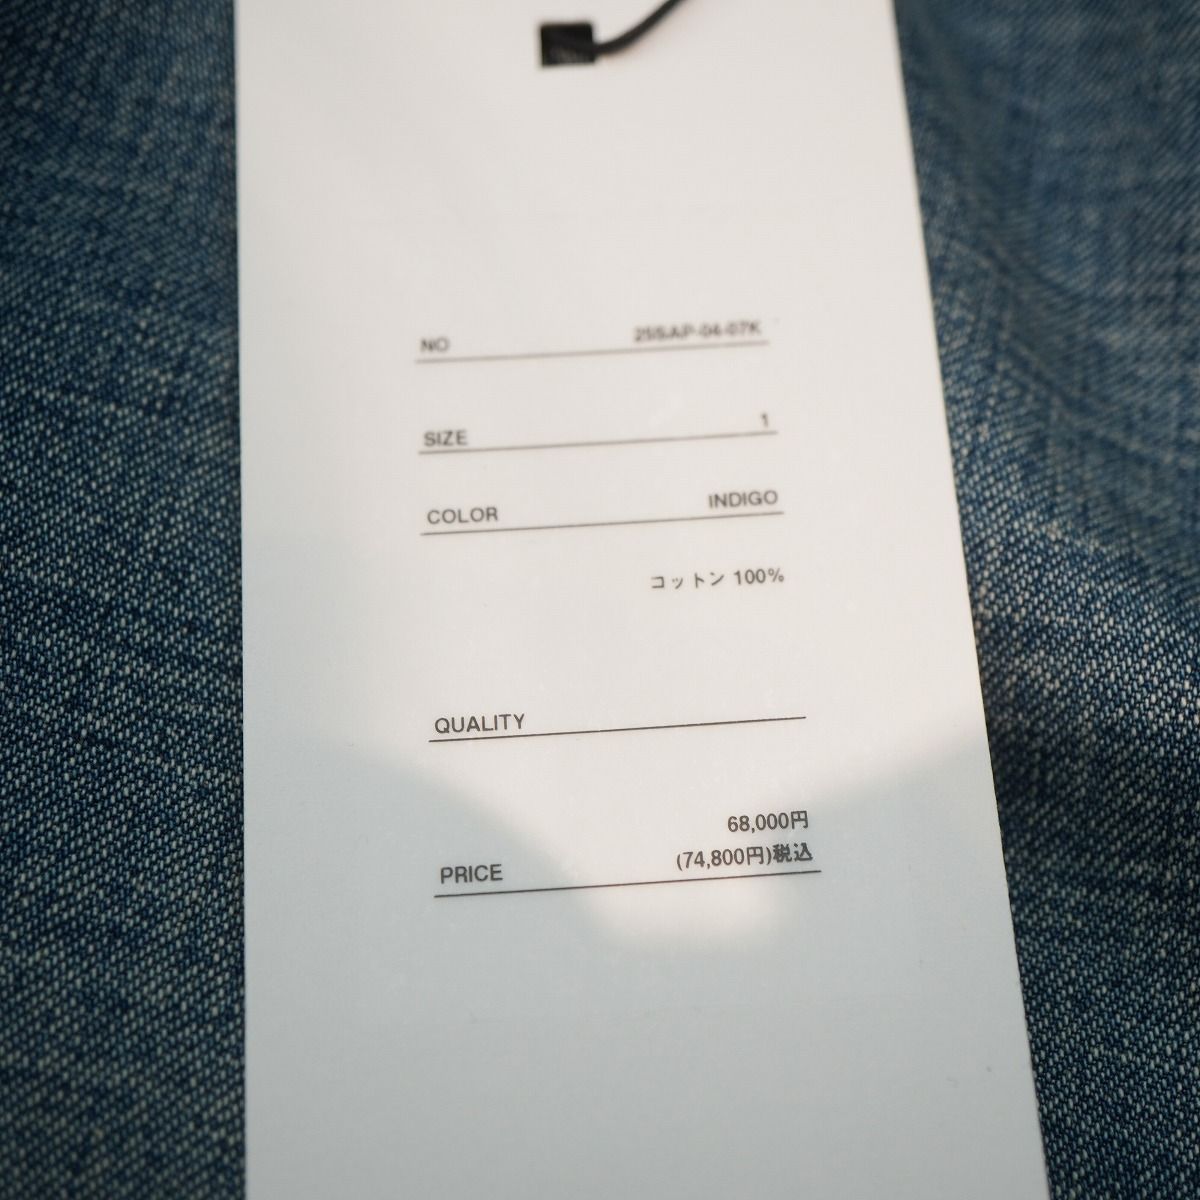 NO 25SAP-04-07K
SIZE 1
COLOR INDIGO
コットン 100%
QUALITY
68,000円
PRICE (74,800円)税込